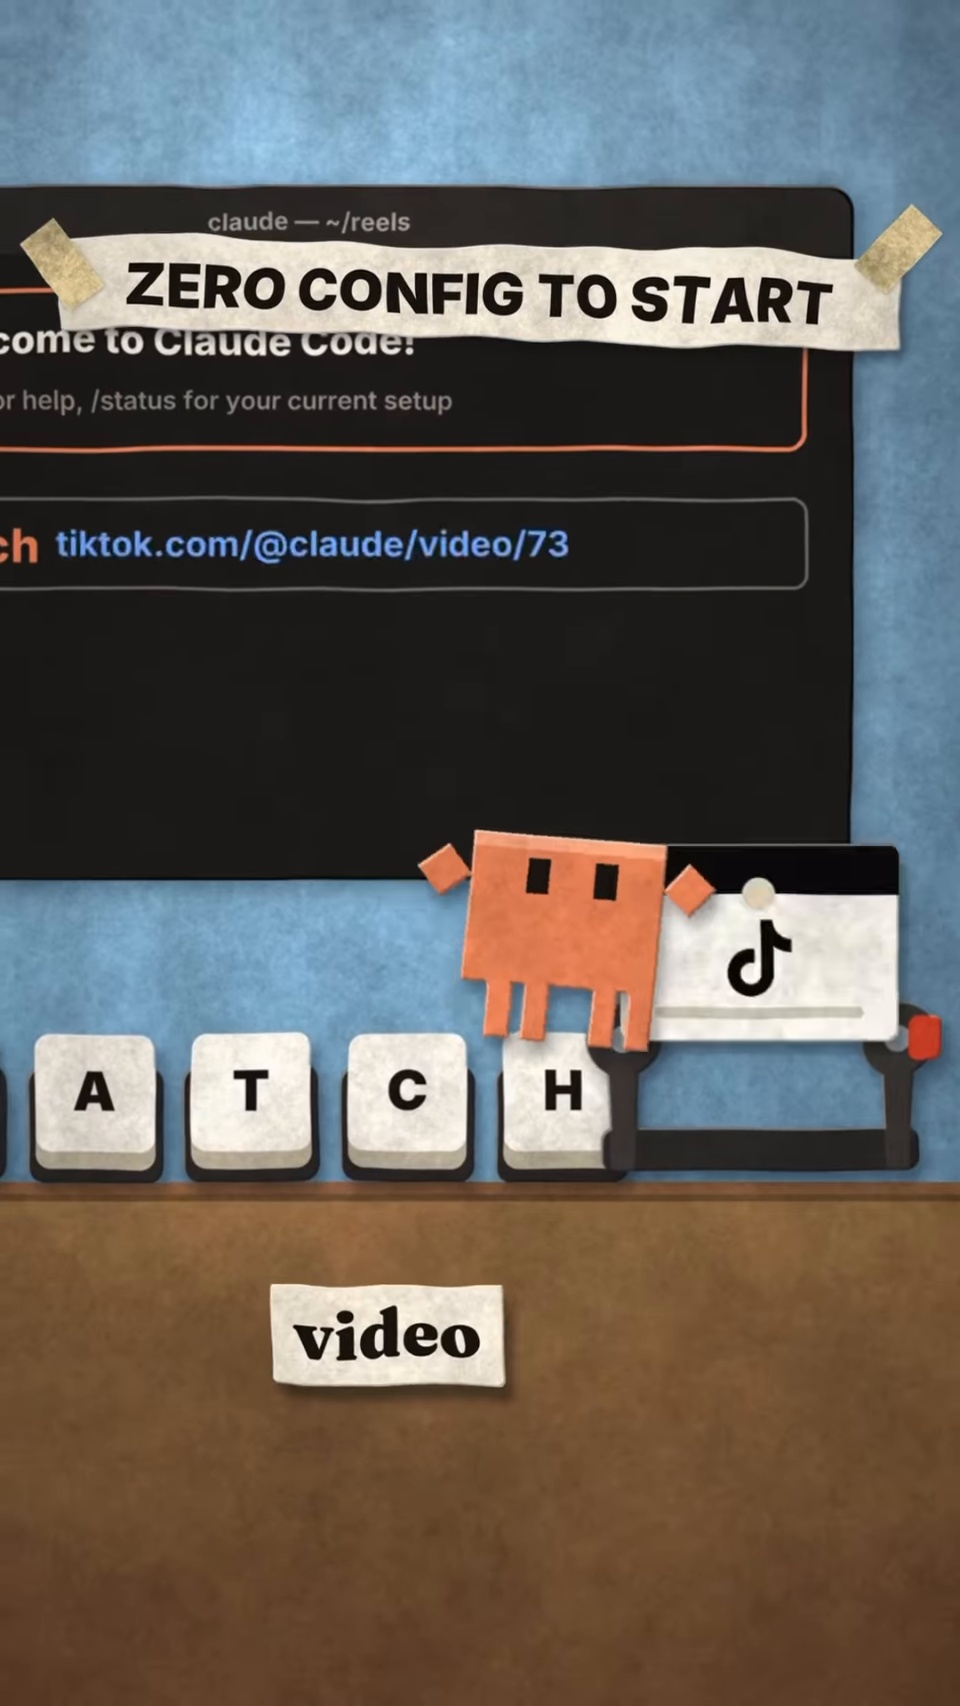 claude — ~/reels
ZERO CONFIG TO START
come to Claude Code!
or help, /status for your current setup
ch tiktok.com/@claude/video/73
A T C H
video